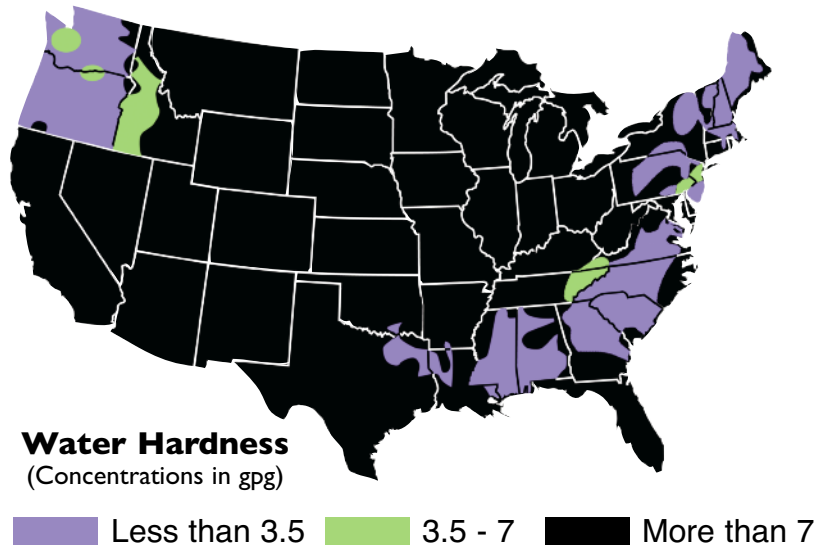 Water Hardness
(Concentrations in gpg)
Less than 3.5 3.5 - 7 More than 7